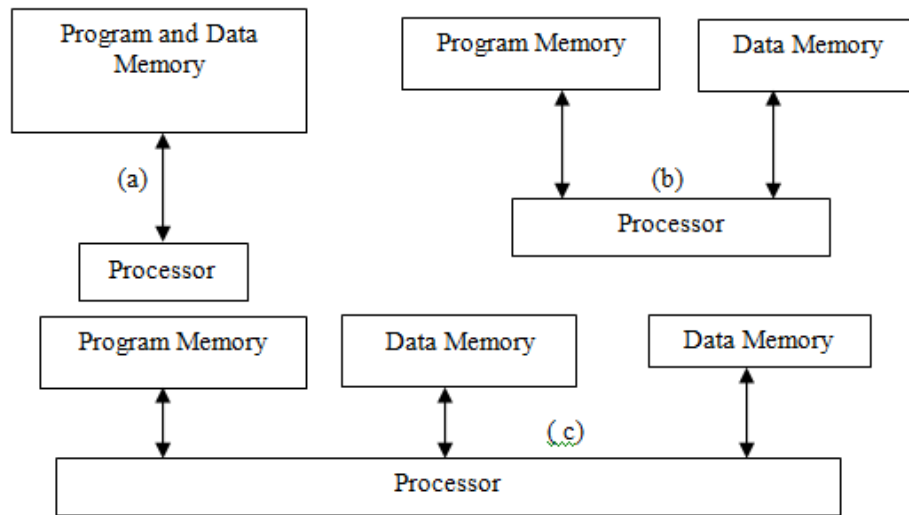 Program and Data
Memory
(a)
Processor
Program Memory
Data Memory
(b)
Processor
Program Memory
Data Memory
Data Memory
( c)
Processor